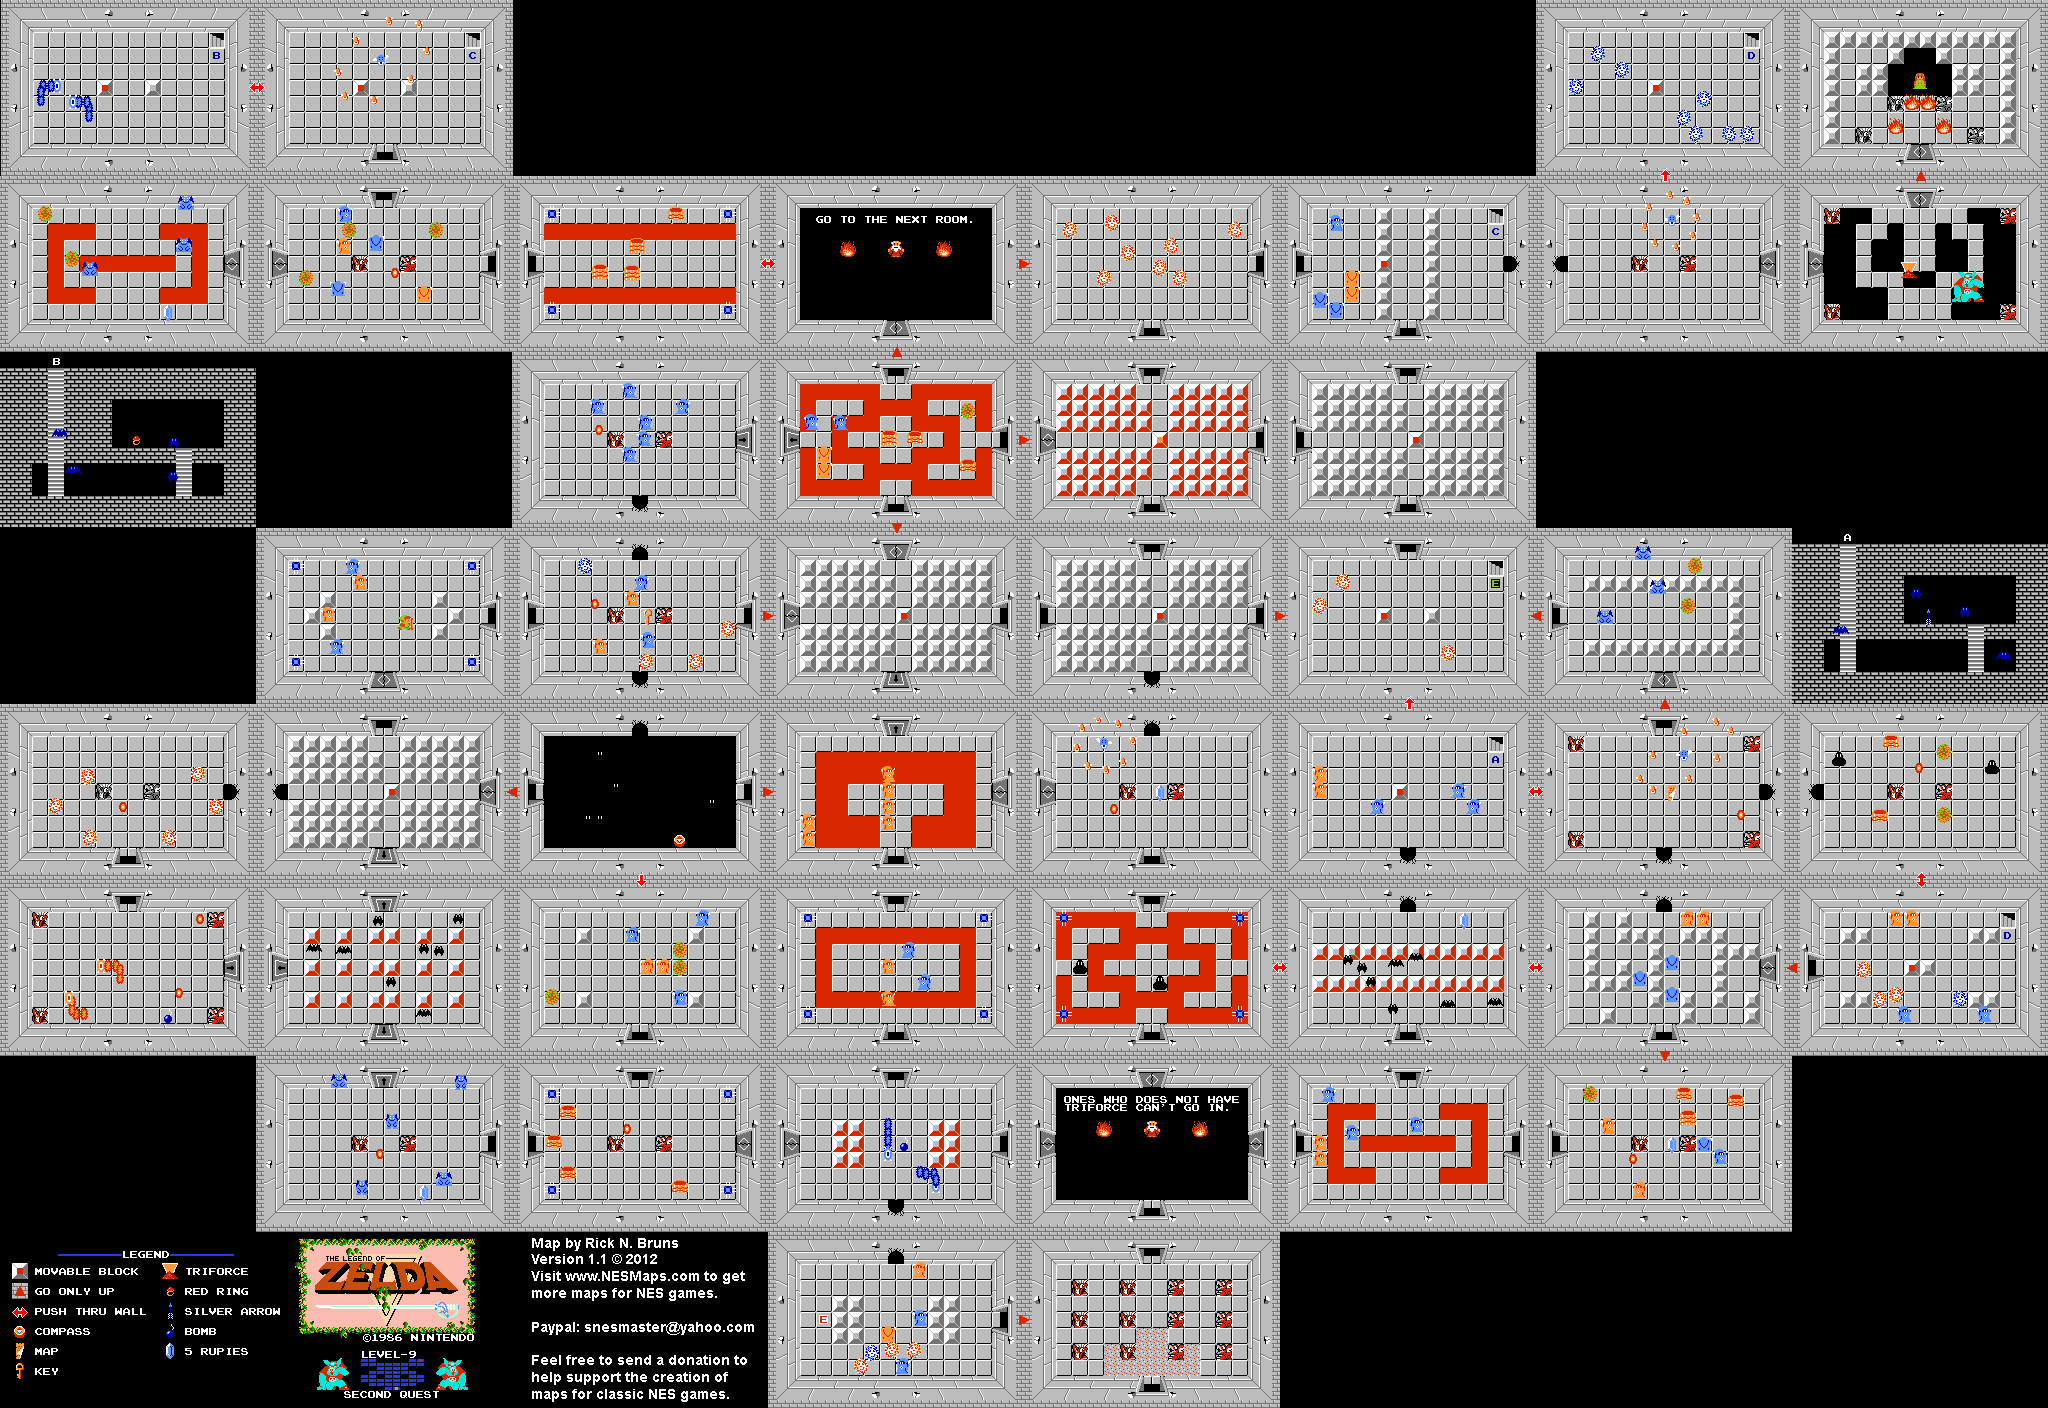 B
C
D
GO TO THE NEXT ROOM.
C
B
A
E
A
D
ONES WHO DOES NOT HAVE
TRIFORCE CAN'T GO IN.
E
LEGEND
MOVABLE BLOCK
TRIFORCE
GO ONLY UP
RED RING
PUSH THRU WALL
SILVER ARROW
COMPASS
BOMB
MAP
5 RUPIES
KEY
THE LEGEND OF
ZELDA
©1986 NINTENDO
LEVEL-9
SECOND QUEST
Map by Rick N. Bruns
Version 1.1 © 2012
Visit www.NESMaps.com to get
more maps for NES games.
Paypal: snesmaster@yahoo.com
Feel free to send a donation to
help support the creation of
maps for classic NES games.